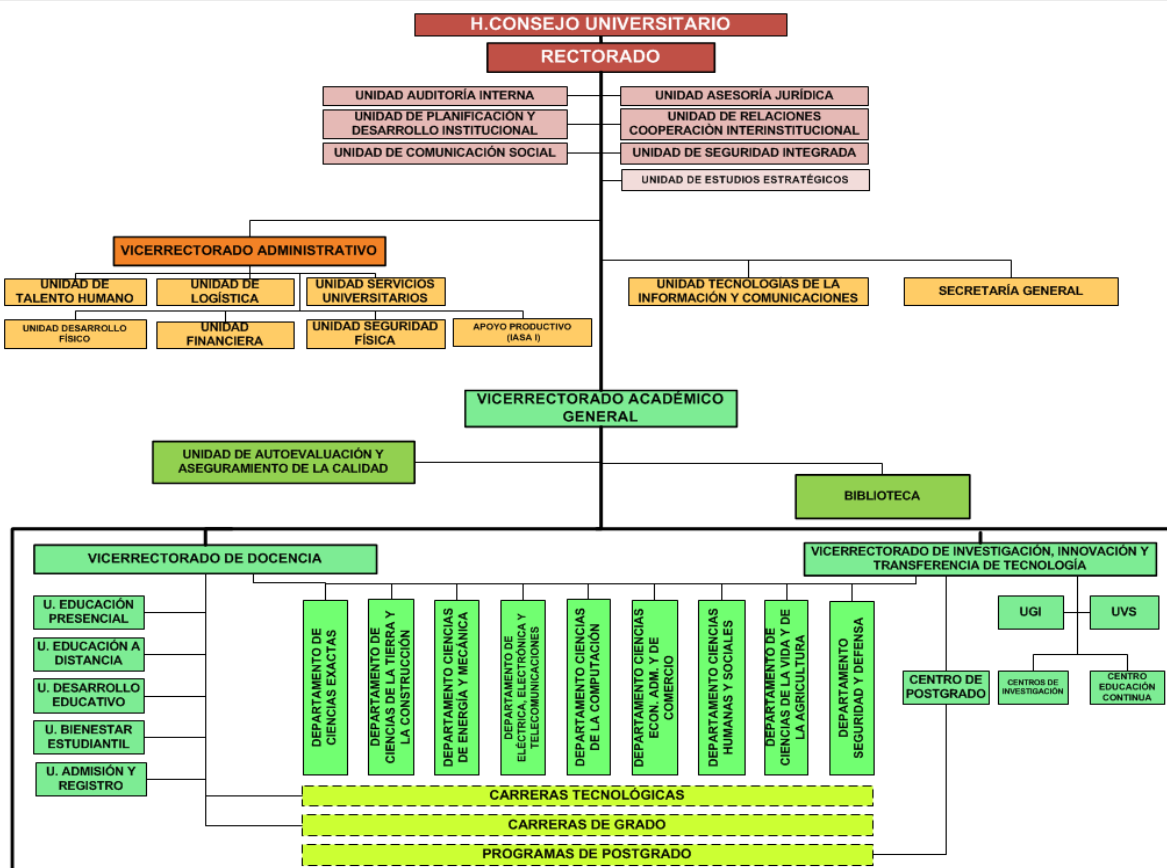 H.CONSEJO UNIVERSITARIO
RECTORADO
UNIDAD AUDITORÍA INTERNA
UNIDAD ASESORÍA JURÍDICA
UNIDAD DE PLANIFICACIÓN Y
DESARROLLO INSTITUCIONAL
UNIDAD DE RELACIONES
COOPERACIÒN INTERINSTITUCIONAL
UNIDAD DE COMUNICACIÓN SOCIAL
UNIDAD DE SEGURIDAD INTEGRADA
UNIDAD DE ESTUDIOS ESTRATÉGICOS
VICERRECTORADO ADMINISTRATIVO
UNIDAD DE
TALENTO HUMANO
UNIDAD DE
LOGÍSTICA
UNIDAD SERVICIOS
UNIVERSITARIOS
UNIDAD TECNOLOGÍAS DE LA
INFORMACIÓN Y COMUNICACIONES
SECRETARÍA GENERAL
UNIDAD DESARROLLO
FÍSICO
UNIDAD
FINANCIERA
UNIDAD SEGURIDAD
FÍSICA
APOYO PRODUCTIVO
(IASA I)
VICERRECTORADO ACADÉMICO
GENERAL
UNIDAD DE AUTOEVALUACIÓN Y
ASEGURAMIENTO DE LA CALIDAD
BIBLIOTECA
VICERRECTORADO DE DOCENCIA
VICERRECTORADO DE INVESTIGACIÓN, INNOVACIÓN Y
TRANSFERENCIA DE TECNOLOGÍA
U. EDUCACIÓN
PRESENCIAL
U. EDUCACIÓN A
DISTANCIA
U. DESARROLLO
EDUCATIVO
U. BIENESTAR
ESTUDIANTIL
U. ADMISIÓN Y
REGISTRO
DEPARTAMENTO DE
CIENCIAS EXACTAS
DEPARTAMENTO DE
CIENCIAS DE LA TIERRA Y
LA CONSTRUCCIÓN
DEPARTAMENTO CIENCIAS
DE ENERGÍA Y MECÁNICA
DEPARTAMENTO DE
ELÉCTRICA, ELECTRÓNICA Y
TELECOMUNICACIONES
DEPARTAMENTO CIENCIAS
DE LA COMPUTACIÓN
DEPARTAMENTO CIENCIAS
ECON. ADM. Y DE
COMERCIO
DEPARTAMENTO CIENCIAS
HUMANAS Y SOCIALES
DEPARTAMENTO DE
CIENCIAS DE LA VIDA Y DE
LA AGRICULTURA
DEPARTAMENTO
SEGURIDAD Y DEFENSA
UGI
UVS
CENTRO DE
POSTGRADO
CENTROS DE
INVESTIGACIÓN
CENTRO
EDUCACIÓN
CONTINUA
CARRERAS TECNOLÓGICAS
CARRERAS DE GRADO
PROGRAMAS DE POSTGRADO